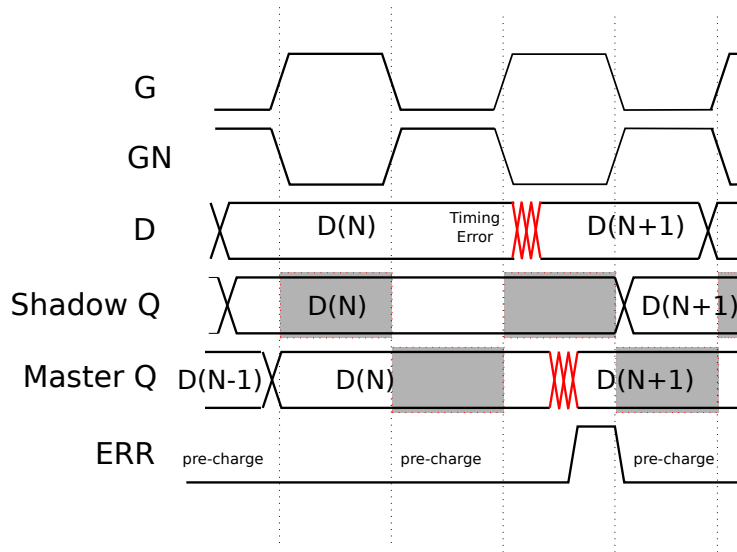 G
GN
D
D(N)
Timing
Error
D(N+1)
Shadow Q
D(N)
D(N+1)
Master Q
D(N-1)
D(N)
D(N+1)
ERR
pre-charge
pre-charge
pre-charge